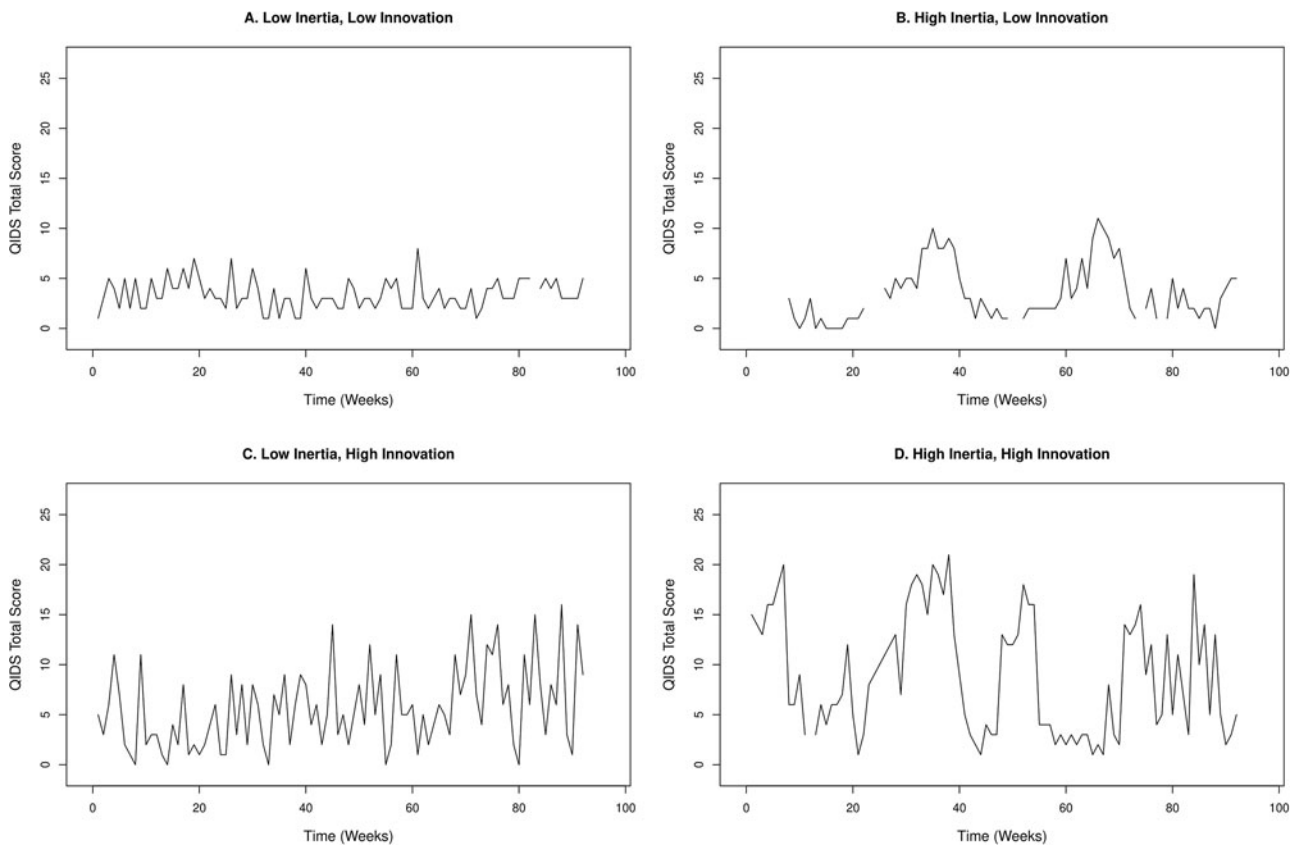 A. Low Inertia, Low Innovation
QIDS Total Score
25
20
15
10
5
0
0 20 40 60 80 100
Time (Weeks)
B. High Inertia, Low Innovation
QIDS Total Score
25
20
15
10
5
0
0 20 40 60 80 100
Time (Weeks)
C. Low Inertia, High Innovation
QIDS Total Score
25
20
15
10
5
0
0 20 40 60 80 100
Time (Weeks)
D. High Inertia, High Innovation
QIDS Total Score
25
20
15
10
5
0
0 20 40 60 80 100
Time (Weeks)